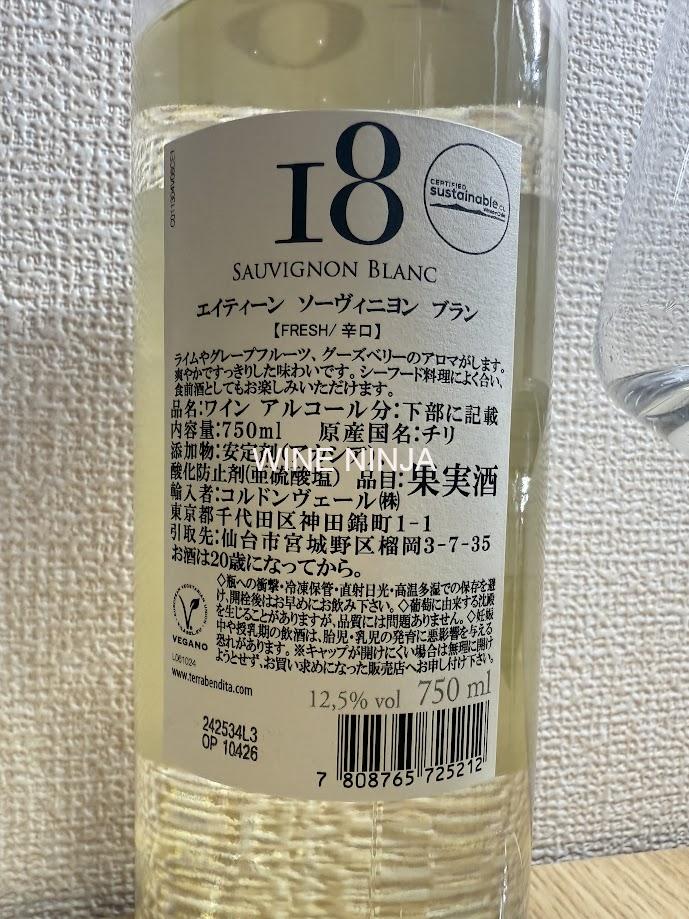 18
CERTIFIED
sustainable
SAUVIGNON BLANC
エイティーン ソーヴィニヨン ブラン
【FRESH/ 辛口】
ライムやグレープフルーツ、グーズベリーのアロマがします。
爽やかですっきりした味わいです。シーフード料理によく合い、
食前酒としてもお楽しみいただけます。
品名:ワイン アルコール分:下部に記載
内容量:750ml 原産国名:チリ
添加物:安定剤
WINE NINJA
酸化防止剤(亜硫酸塩) 品目:果実酒
輸入者:コルドンヴェール㈱
東京都千代田区神田錦町1-1
引取先:仙台市宮城野区榴岡3-7-35
お酒は20歳になってから。
◇瓶への衝撃・冷凍保管・直射日光・高温多湿での保存を避
け、開栓後はお早めにお飲み下さい。◇葡萄に由来する沈殿
を生じることがありますが、品質には問題ありません。◇妊娠
中や授乳期の飲酒は、胎児・乳児の発育に悪影響を与える
恐れがあります。※キャップが開けにくい場合は無理に開け
ようとせず、お買い求めになった販売店へお申し付け下さい。
VEGANO
L061024
www.terrabendita.com
12,5% vol 750 ml
242534L3
OP 10426
7 808765 725212